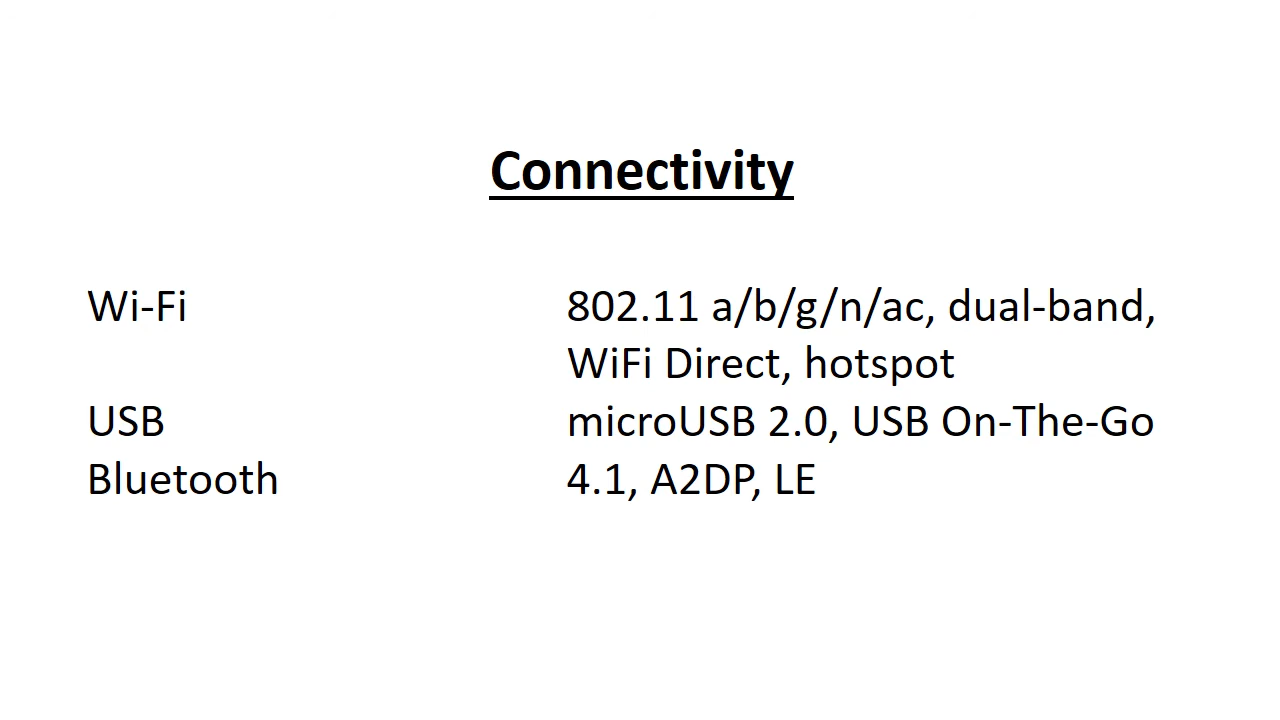 Connectivity
Wi-Fi 802.11 a/b/g/n/ac, dual-band,
WiFi Direct, hotspot
USB microUSB 2.0, USB On-The-Go
Bluetooth 4.1, A2DP, LE